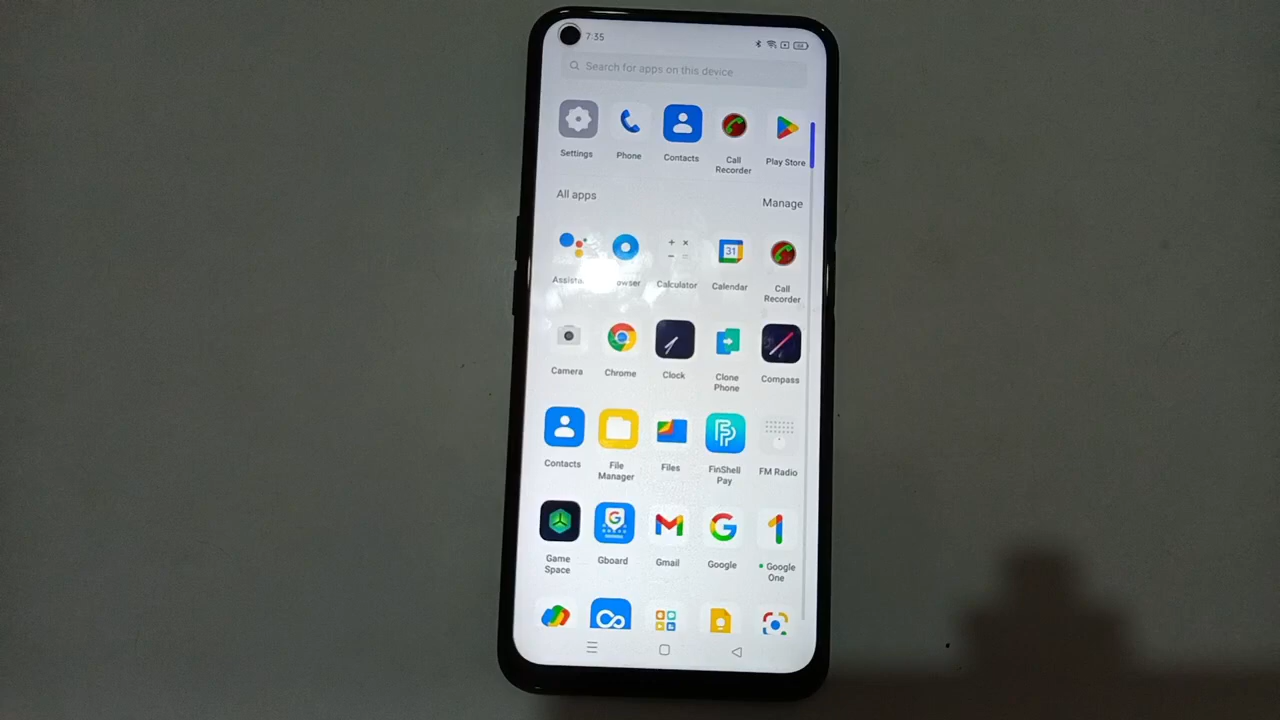 7:35
Search for apps on this device
Settings
Phone
Contacts
Call
Recorder
Play Store
All apps
Manage
Calculator
31
Calendar
Call
Recorder
Camera
Chrome
Clock
Clone
Phone
Compass
Contacts
File
Manager
Files
FinShell
Pay
FM Radio
Game
Space
Gboard
Gmail
Google
Google
One